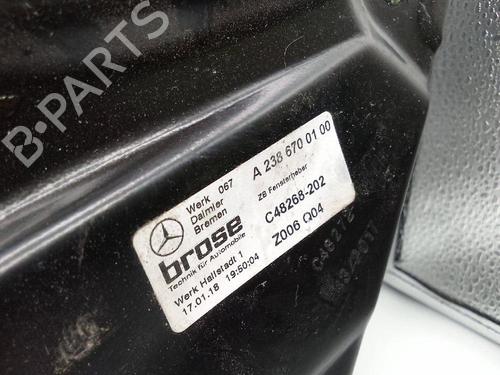 B-PARTS
Werk 067
Daimler
Bremen
A 238 670 01 00
ZB Fensterheber
brose
Technik für Automobile
C48268-202
Werk Hallstadt 1
Z006 Q04
17.01.18 19:50:04